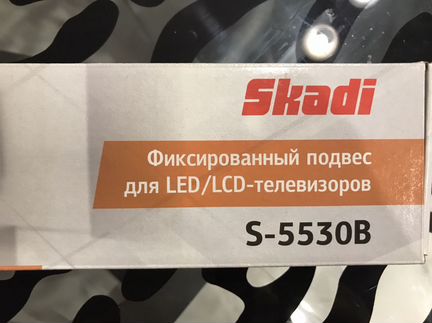 Skadi
Фиксированный подвес
для LED/LCD-телевизоров
S-5530B